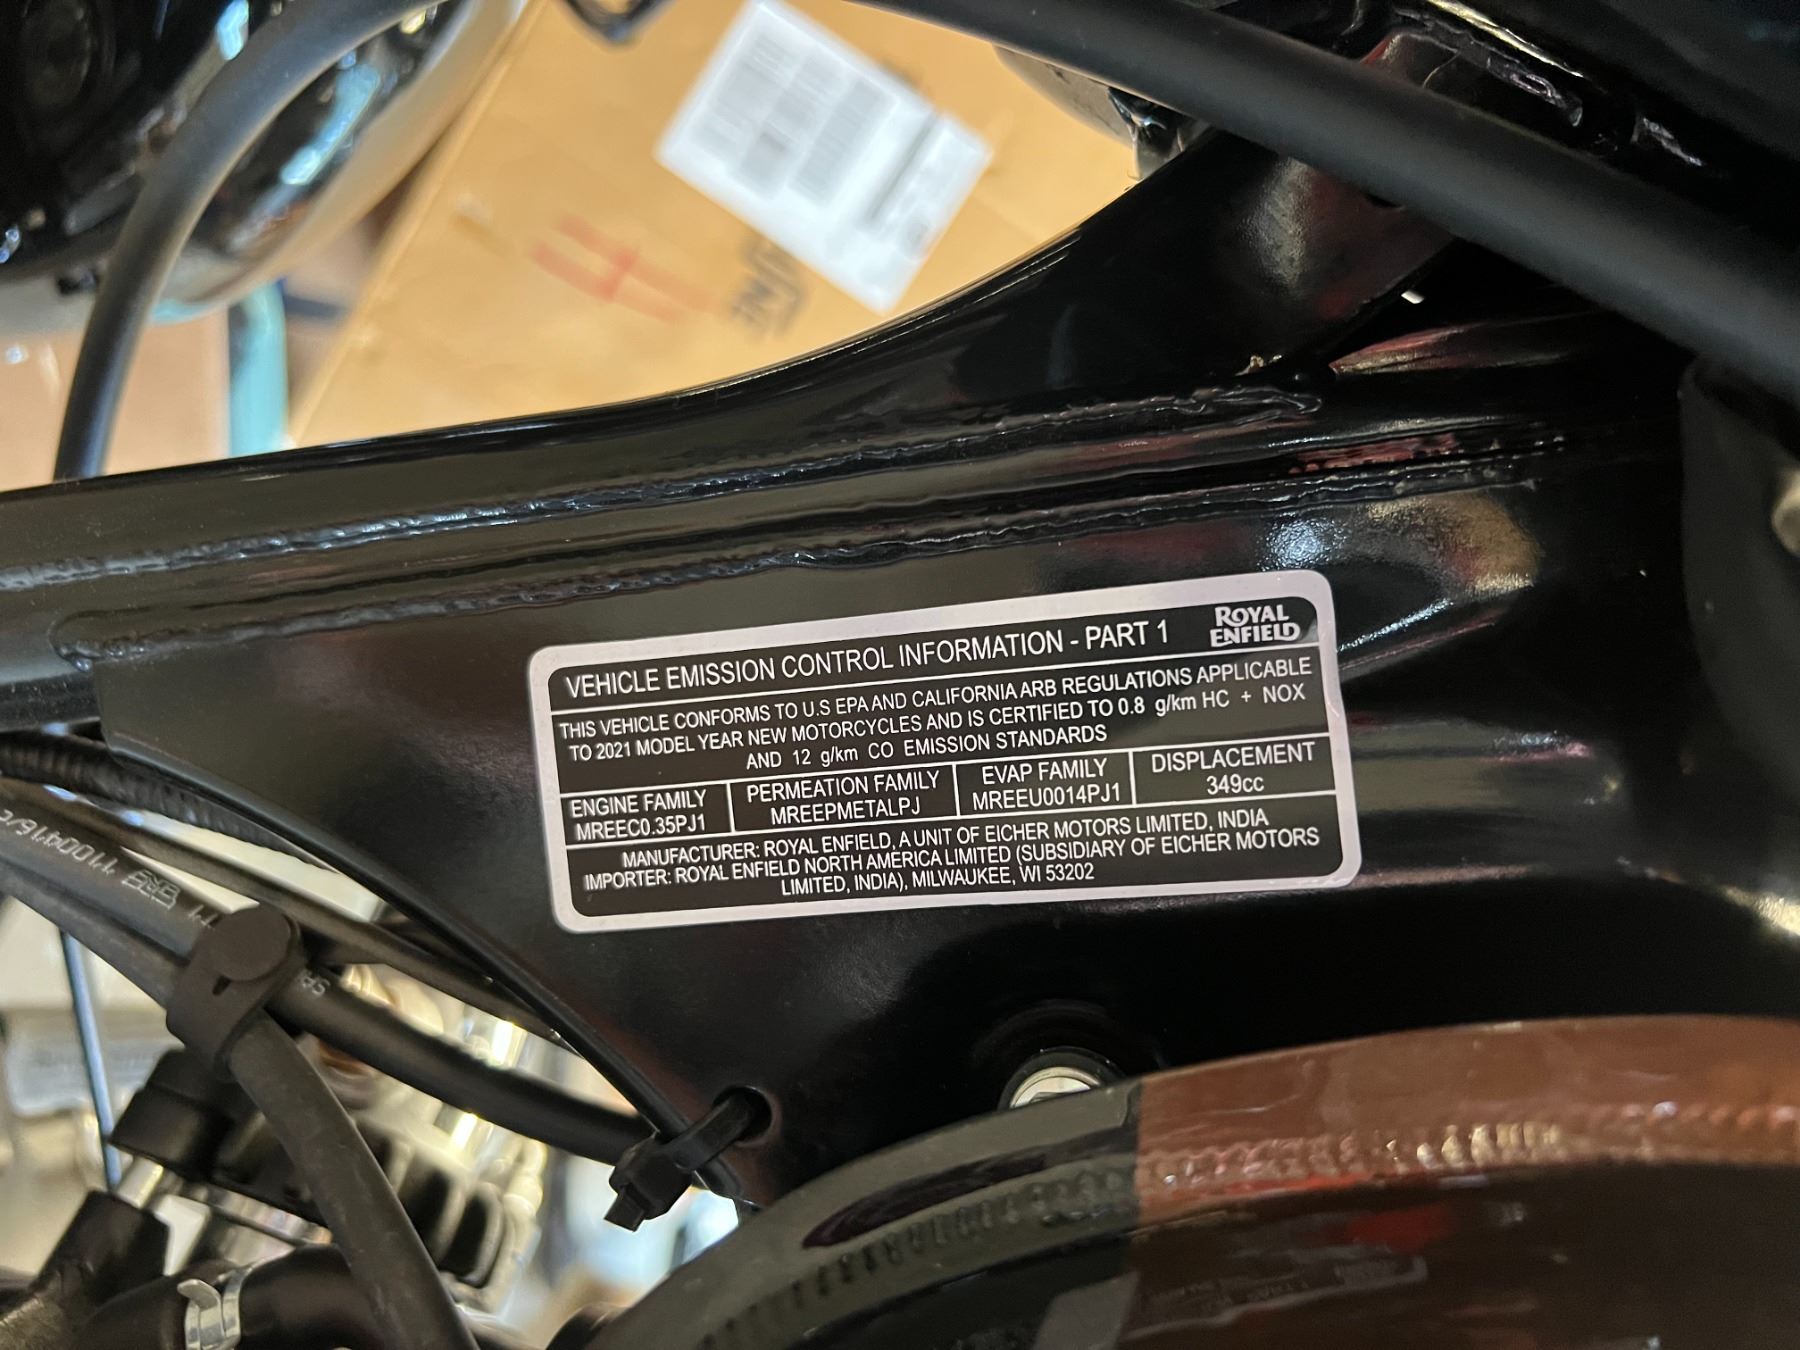 VEHICLE EMISSION CONTROL INFORMATION - PART 1
ROYAL
ENFIELD
THIS VEHICLE CONFORMS TO U.S EPA AND CALIFORNIA ARB REGULATIONS APPLICABLE
TO 2021 MODEL YEAR NEW MOTORCYCLES AND IS CERTIFIED TO 0.8 g/km HC + NOX
AND 12 g/km CO EMISSION STANDARDS
ENGINE FAMILY
MREEC0.35PJ1
PERMEATION FAMILY
MREEPMETALPJ
EVAP FAMILY
MREEU0014PJ1
DISPLACEMENT
349cc
MANUFACTURER: ROYAL ENFIELD, A UNIT OF EICHER MOTORS LIMITED, INDIA
IMPORTER: ROYAL ENFIELD NORTH AMERICA LIMITED (SUBSIDIARY OF EICHER MOTORS
LIMITED, INDIA), MILWAUKEE, WI 53202